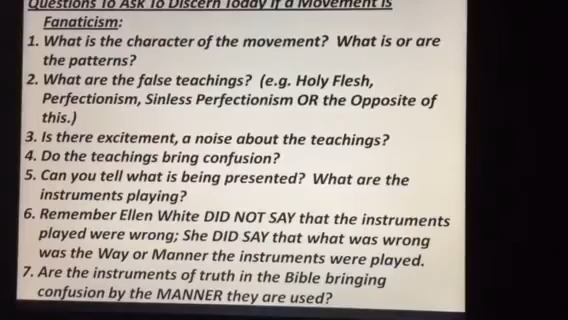 Questions To Ask To Discern Today if a Movement is
Fanaticism:
1. What is the character of the movement? What is or are
the patterns?
2. What are the false teachings? (e.g. Holy Flesh,
Perfectionism, Sinless Perfectionism OR the Opposite of
this.)
3. Is there excitement, a noise about the teachings?
4. Do the teachings bring confusion?
5. Can you tell what is being presented? What are the
instruments playing?
6. Remember Ellen White DID NOT SAY that the instruments
played were wrong; She DID SAY that what was wrong
was the Way or Manner the instruments were played.
7. Are the instruments of truth in the Bible bringing
confusion by the MANNER they are used?